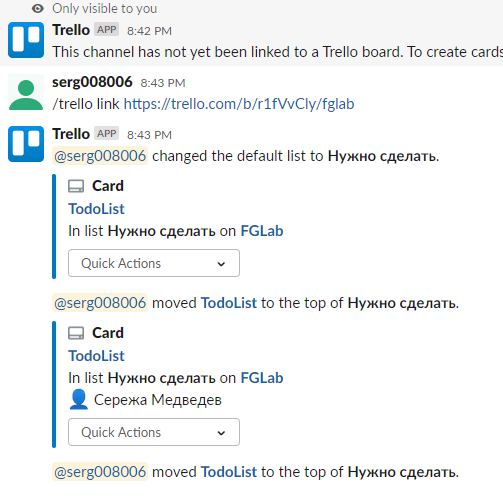 Only visible to you
Trello APP 8:42 PM
This channel has not yet been linked to a Trello board. To create cards
serg008006 8:43 PM
/trello link https://trello.com/b/r1fVvCly/fglab
Trello APP 8:43 PM
@serg008006 changed the default list to Нужно сделать.
Card
TodoList
In list Нужно сделать on FGLab
Quick Actions
@serg008006 moved TodoList to the top of Нужно сделать.
Card
TodoList
In list Нужно сделать on FGLab
Сережа Медведев
Quick Actions
@serg008006 moved TodoList to the top of Нужно сделать.